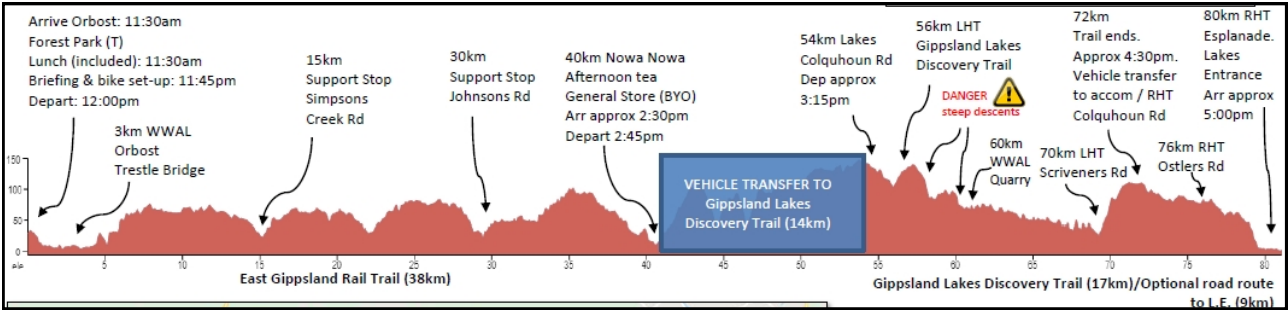 Arrive Orbost: 11:30am
Forest Park (T)
Lunch (included): 11:30am
Briefing & bike set-up: 11:45pm
Depart: 12:00pm
3km WWAL
Orbost
Trestle Bridge
15km
Support Stop
Simpsons
Creek Rd
30km
Support Stop
Johnsons Rd
40km Nowa Nowa
Afternoon tea
General Store (BYO)
Arr approx 2:30pm
Depart 2:45pm
54km Lakes
Colquhoun Rd
Dep approx
3:15pm
56km LHT
Gippsland Lakes
Discovery Trail
DANGER
steep descents
60km
WWAL
Quarry
70km LHT
Scriveners Rd
72km
Trail ends.
Approx 4:30pm.
Vehicle transfer
to accom / RHT
Colquhoun Rd
76km RHT
Ostlers Rd
80km RHT
Esplanade.
Lakes
Entrance
Arr approx
5:00pm
VEHICLE TRANSFER TO
Gippsland Lakes
Discovery Trail (14km)
150
100
50
0
5 10 15 20 25 30 35 40 45 50 55 60 65 70 75 80
East Gippsland Rail Trail (38km)
Gippsland Lakes Discovery Trail (17km)/Optional road route
to L.E. (9km)